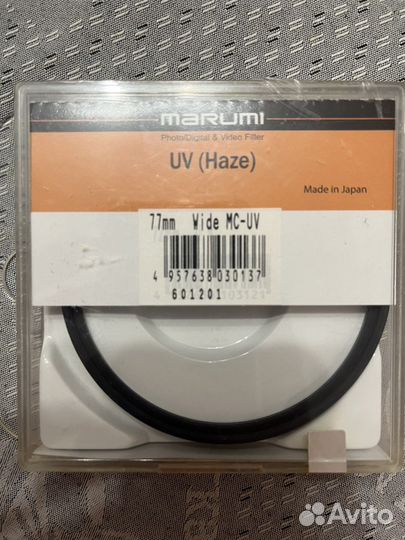 marumi
Photo/Digital & Video Filter
UV (Haze)
Made in Japan
77mm Wide MC-UV
4 957638 030137
601201
Avito